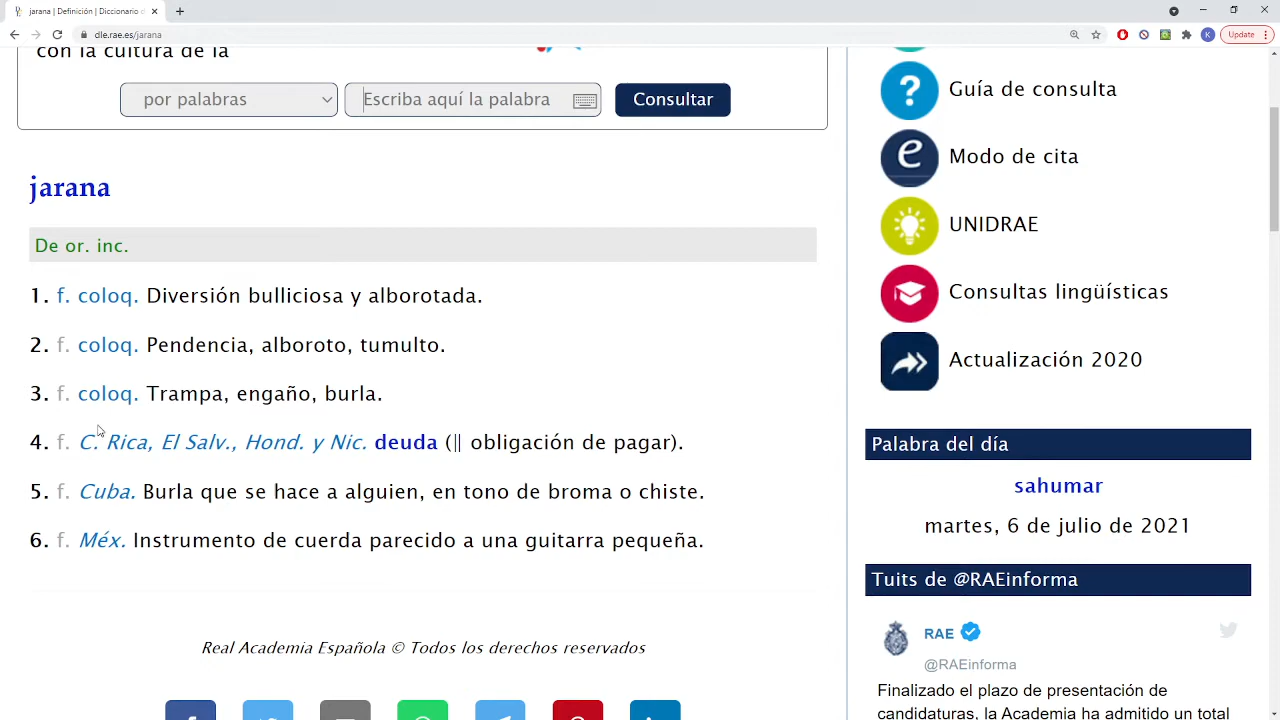 jarana | Definición | Diccionario d
dle.rae.es/jarana
Update
con la cultura de la
por palabras
Escriba aquí la palabra
Consultar
jarana
De or. inc.
1. f. coloq. Diversión bulliciosa y alborotada.
2. f. coloq. Pendencia, alboroto, tumulto.
3. f. coloq. Trampa, engaño, burla.
4. f. C. Rica, El Salv., Hond. y Nic. deuda (‖ obligación de pagar).
5. f. Cuba. Burla que se hace a alguien, en tono de broma o chiste.
6. f. Méx. Instrumento de cuerda parecido a una guitarra pequeña.
Real Academia Española © Todos los derechos reservados
Guía de consulta
Modo de cita
UNIDRAE
Consultas lingüísticas
Actualización 2020
Palabra del día
sahumar
martes, 6 de julio de 2021
Tuits de @RAEinforma
RAE
@RAEinforma
Finalizado el plazo de presentación de
candidaturas, la Academia ha admitido un total